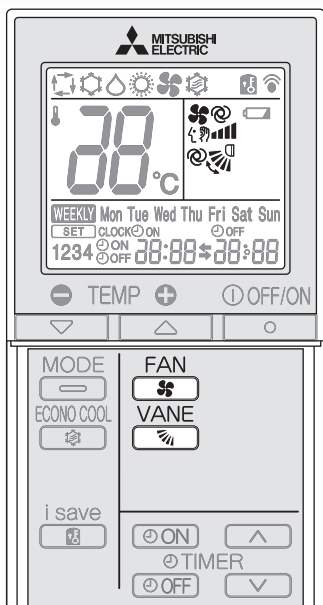 MITSUBISHI
ELECTRIC
°C
WEEKLY Mon Tue Wed Thu Fri Sat Sun
SET CLOCK ON OFF
1234 ON OFF 88:88 88:88
TEMP OFF/ON
MODE FAN
ECONO COOL VANE
i save
ON
TIMER
OFF